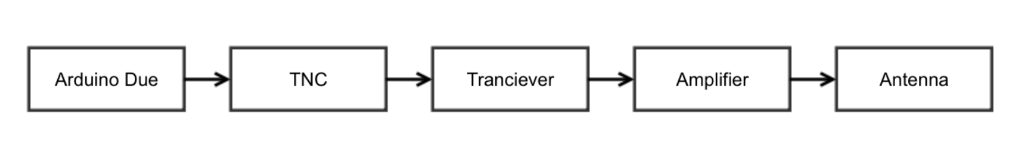 Arduino Due
TNC
Tranciever
Amplifier
Antenna